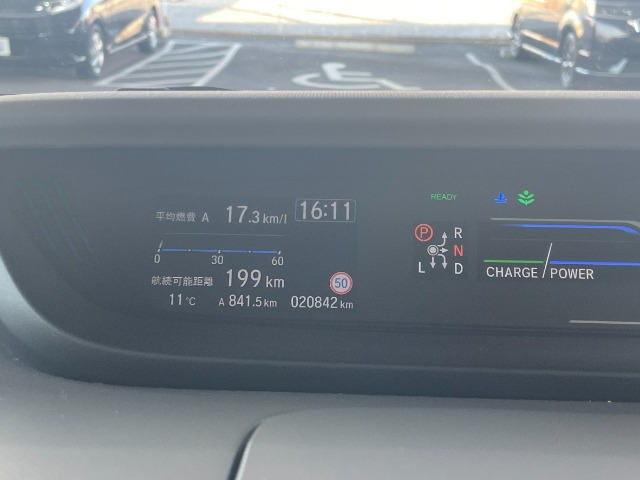 平均燃費 A 17.3 km/l 16:11
0 30 60
航続可能距離 199 km 50
11 ℃ A 841.5 km 020842 km
READY
P R
N
L D
CHARGE POWER